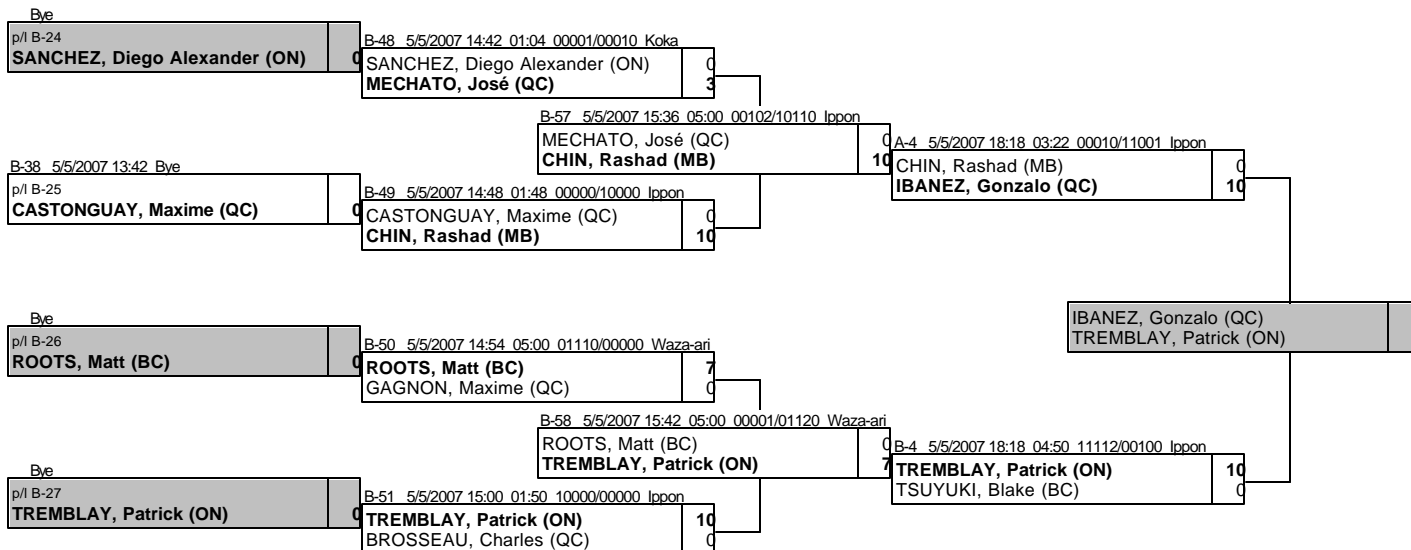 Bye
p/l B-24
SANCHEZ, Diego Alexander (ON) 0
B-48 5/5/2007 14:42 01:04 00001/00010 Koka
SANCHEZ, Diego Alexander (ON) 0
MECHATO, José (QC) 3
B-57 5/5/2007 15:36 05:00 00102/10110 Ippon
MECHATO, José (QC) 0
CHIN, Rashad (MB) 10
A-4 5/5/2007 18:18 03:22 00010/11001 Ippon
CHIN, Rashad (MB) 0
IBANEZ, Gonzalo (QC) 10
B-38 5/5/2007 13:42 Bye
p/l B-25
CASTONGUAY, Maxime (QC) 0
B-49 5/5/2007 14:48 01:48 00000/10000 Ippon
CASTONGUAY, Maxime (QC) 0
CHIN, Rashad (MB) 10
IBANEZ, Gonzalo (QC)
TREMBLAY, Patrick (ON)
Bye
p/l B-26
ROOTS, Matt (BC) 0
B-50 5/5/2007 14:54 05:00 01110/00000 Waza-ari
ROOTS, Matt (BC) 7
GAGNON, Maxime (QC) 0
B-58 5/5/2007 15:42 05:00 00001/01120 Waza-ari
ROOTS, Matt (BC) 0
TREMBLAY, Patrick (ON) 7
B-4 5/5/2007 18:18 04:50 11112/00100 Ippon
TREMBLAY, Patrick (ON) 10
TSUYUKI, Blake (BC) 0
Bye
p/l B-27
TREMBLAY, Patrick (ON) 0
B-51 5/5/2007 15:00 01:50 10000/00000 Ippon
TREMBLAY, Patrick (ON) 10
BROSSEAU, Charles (QC) 0